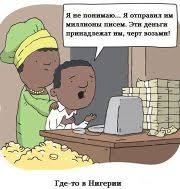 Я не понимаю... Я отправил им
миллионы писем. Эти деньги
принадлежат им, черт возьми!
Где-то в Нигерии